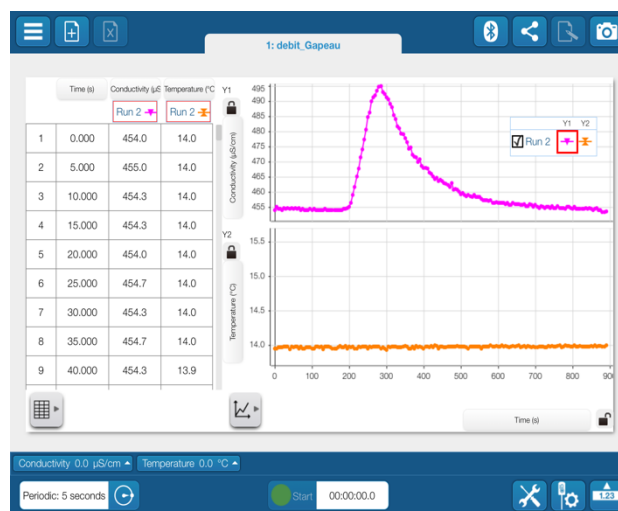 1: debit_Gapeau
Time (s) Conductivity (µS Temperature (°C Y1
Run 2 Run 2
1 0.000 454.0 14.0
2 5.000 455.0 14.0
3 10.000 454.3 14.0
4 15.000 454.3 14.0
5 20.000 454.0 14.0
6 25.000 454.7 14.0
7 30.000 454.3 14.0
8 35.000 454.7 14.0
9 40.000 454.3 13.9
Conductivity (µS/cm)
495
490
485
480
475
470
465
460
455
Y1 Y2
Run 2
Y2
Temperature (°C)
15.5
15.0
14.5
14.0
0 100 200 300 400 500 600 700 800 90
Time (s)
Conductivity 0.0 µS/cm Temperature 0.0 °C
Periodic: 5 seconds Start 00:00:00.0 1.23